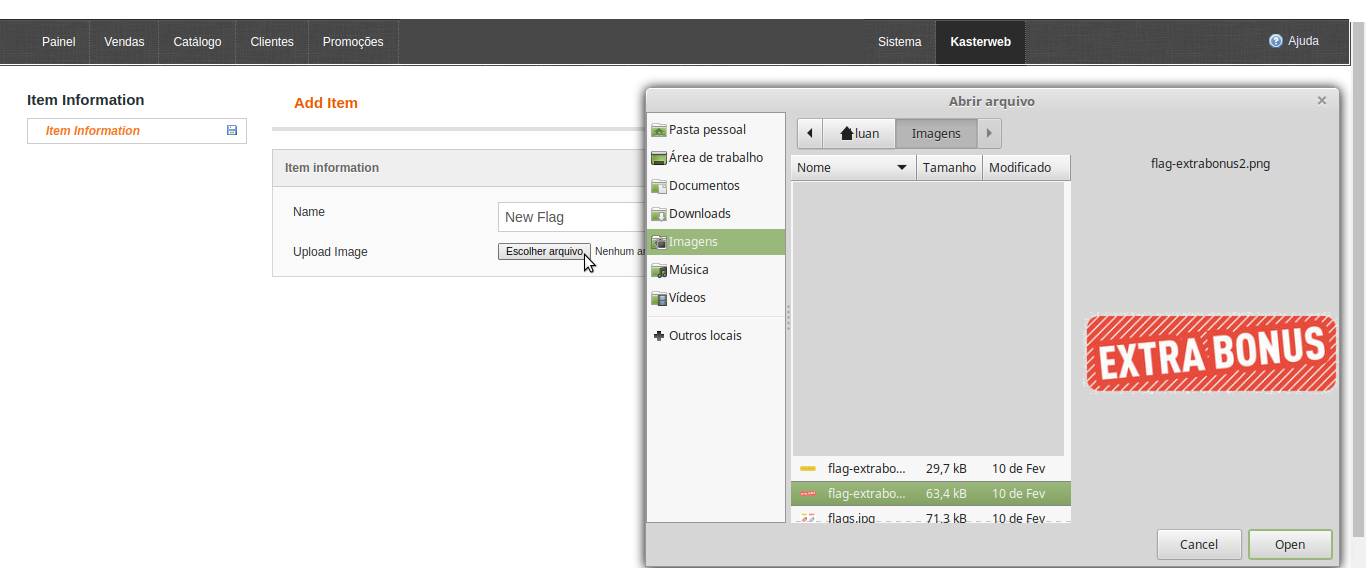 Painel Vendas Catálogo Clientes Promoções Sistema Kasterweb Ajuda
Item Information
Item Information
Add Item
Item information
Name New Flag
Upload Image Escolher arquivo Nenhum
Abrir arquivo
Pasta pessoal
Área de trabalho
Documentos
Downloads
Imagens
Música
Vídeos
Outros locais
luan Imagens
Nome Tamanho Modificado
flag-extrabo... 29,7 kB 10 de Fev
flag-extrabo... 63,4 kB 10 de Fev
flags.jpg 71,3 kB 10 de Fev
flag-extrabonus2.png
EXTRA BONUS
Cancel Open